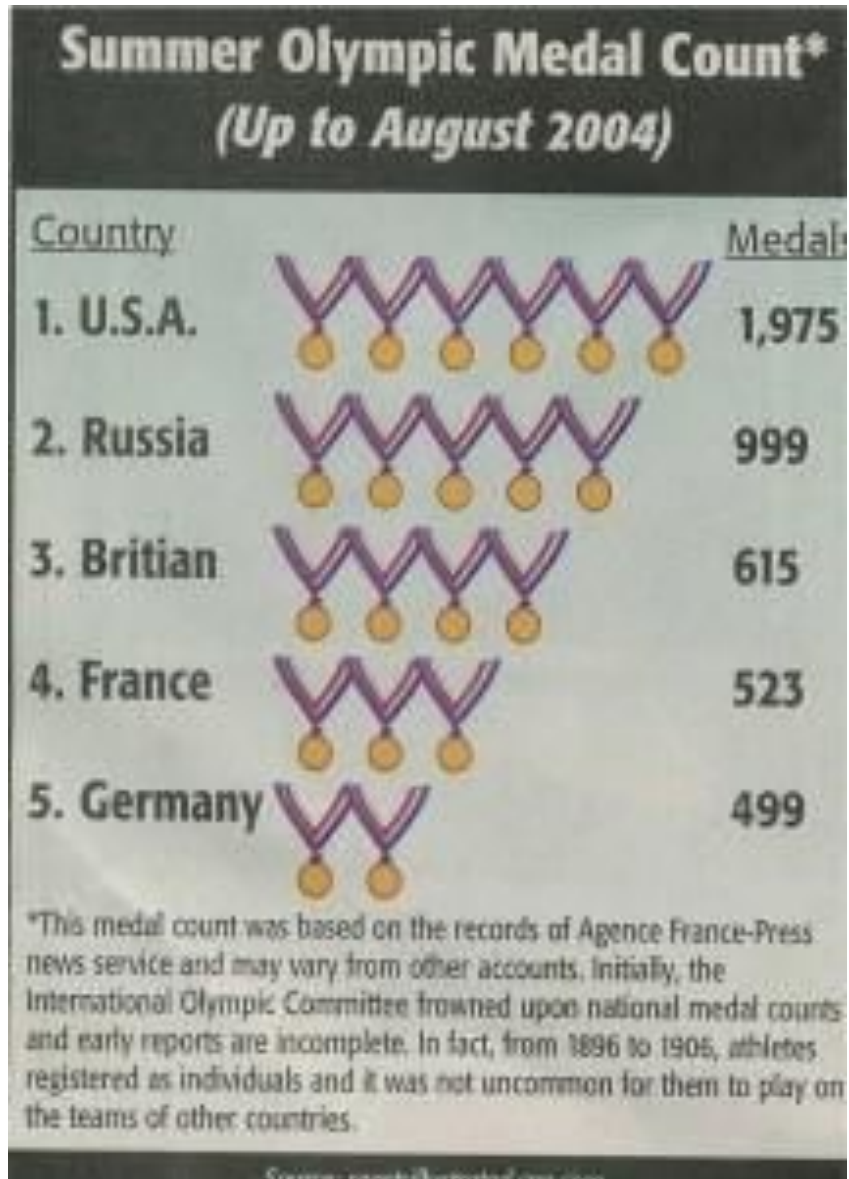 Summer Olympic Medal Count*
(Up to August 2004)
Country Medals
1. U.S.A. 1,975
2. Russia 999
3. Britian 615
4. France 523
5. Germany 499
*This medal count was based on the records of Agence France-Press
news service and may vary from other accounts. Initially, the
International Olympic Committee frowned upon national medal counts
and early reports are incomplete. In fact, from 1896 to 1906, athletes
registered as individuals and it was not uncommon for them to play on
the teams of other countries.